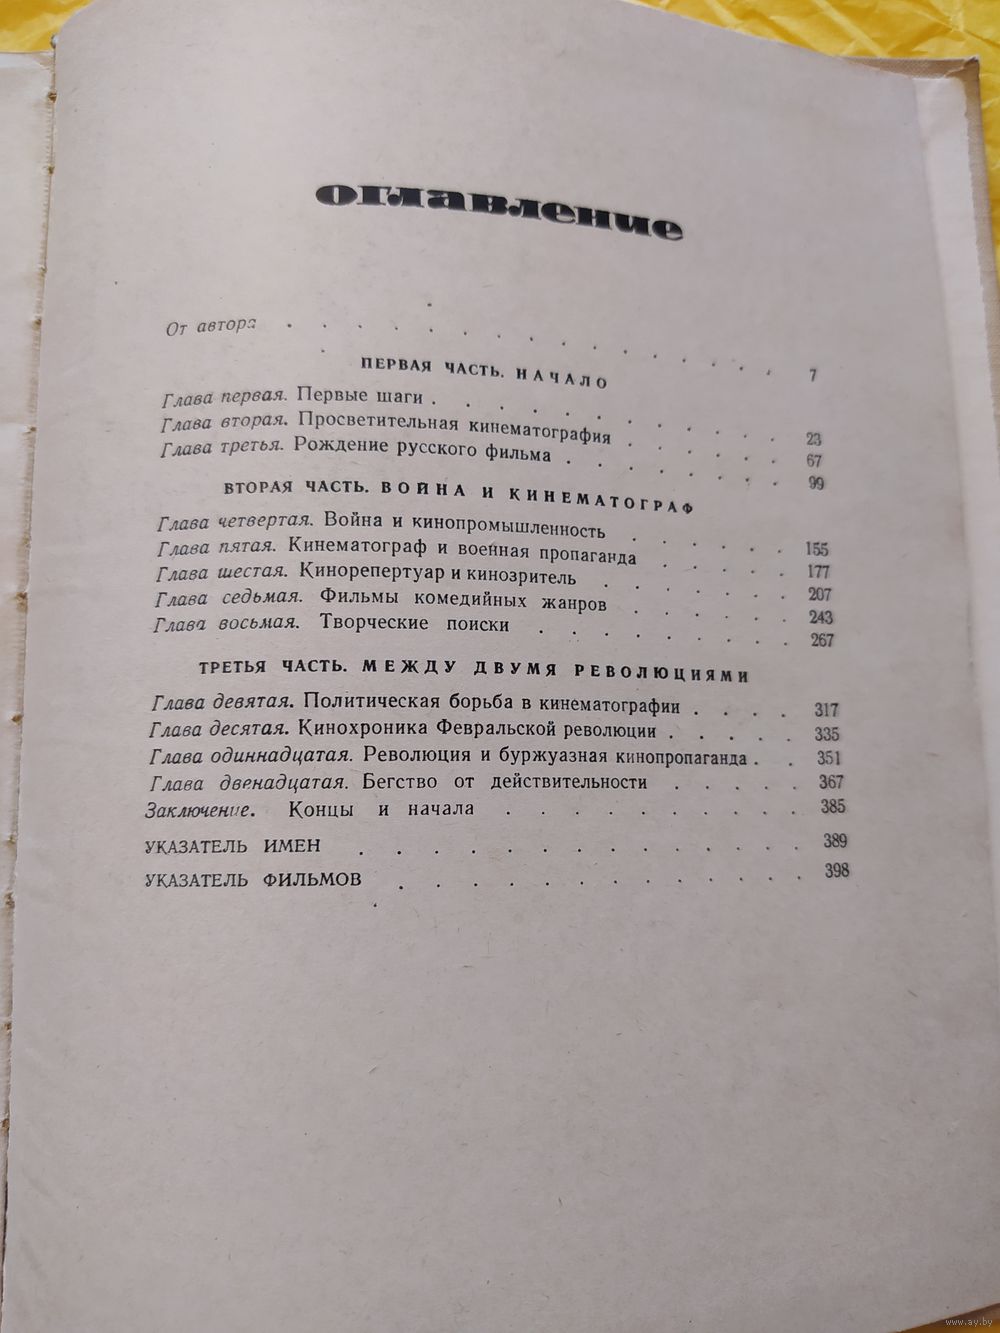 оглавление
От автора . . . . . . . . . . . . . . 7
ПЕРВАЯ ЧАСТЬ. НАЧАЛО
Глава первая. Первые шаги . . . . . . . . . . 23
Глава вторая. Просветительная кинематография . . . . . 67
Глава третья. Рождение русского фильма . . . . . . . 99
ВТОРАЯ ЧАСТЬ. ВОЙНА И КИНЕМАТОГРАФ
Глава четвертая. Война и кинопромышленность . . . . . 155
Глава пятая. Кинематограф и военная пропаганда . . . . 177
Глава шестая. Кинорепертуар и кинозритель . . . . . . 207
Глава седьмая. Фильмы комедийных жанров . . . . . 243
Глава восьмая. Творческие поиски . . . . . . . . 267
ТРЕТЬЯ ЧАСТЬ. МЕЖДУ ДВУМЯ РЕВОЛЮЦИЯМИ
Глава девятая. Политическая борьба в кинематографии . . . . 317
Глава десятая. Кинохроника Февральской революции . . . . . 335
Глава одиннадцатая. Революция и буржуазная кинопропаганда . . 351
Глава двенадцатая. Бегство от действительности . . . . . 367
Заключение. Концы и начала . . . . . . . . . 385
УКАЗАТЕЛЬ ИМЕН . . . . . . . . . . . . . 389
УКАЗАТЕЛЬ ФИЛЬМОВ . . . . . . . . . . . . 398
www.ay.by